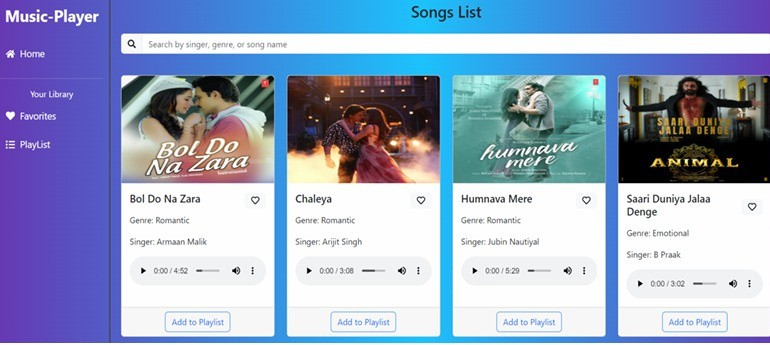 Music-Player
Home
Your Library
Favorites
PlayList
Songs List
Search by singer, genre, or song name
BOL DO
NA ZARA
Instrumental
Bol Do Na Zara
Genre: Romantic
Singer: Armaan Malik
0:00 / 4:52
Add to Playlist
Chaleya
Genre: Romantic
Singer: Arijit Singh
0:00 / 3:08
Add to Playlist
humnava
mere
Humnava Mere
Genre: Romantic
Singer: Jubin Nautiyal
0:00 / 5:29
Add to Playlist
SAARI DUNIYA
JALAA DENGE
ANIMAL
Saari Duniya Jalaa
Denge
Genre: Emotional
Singer: B Praak
0:00 / 3:02
Add to Playlist